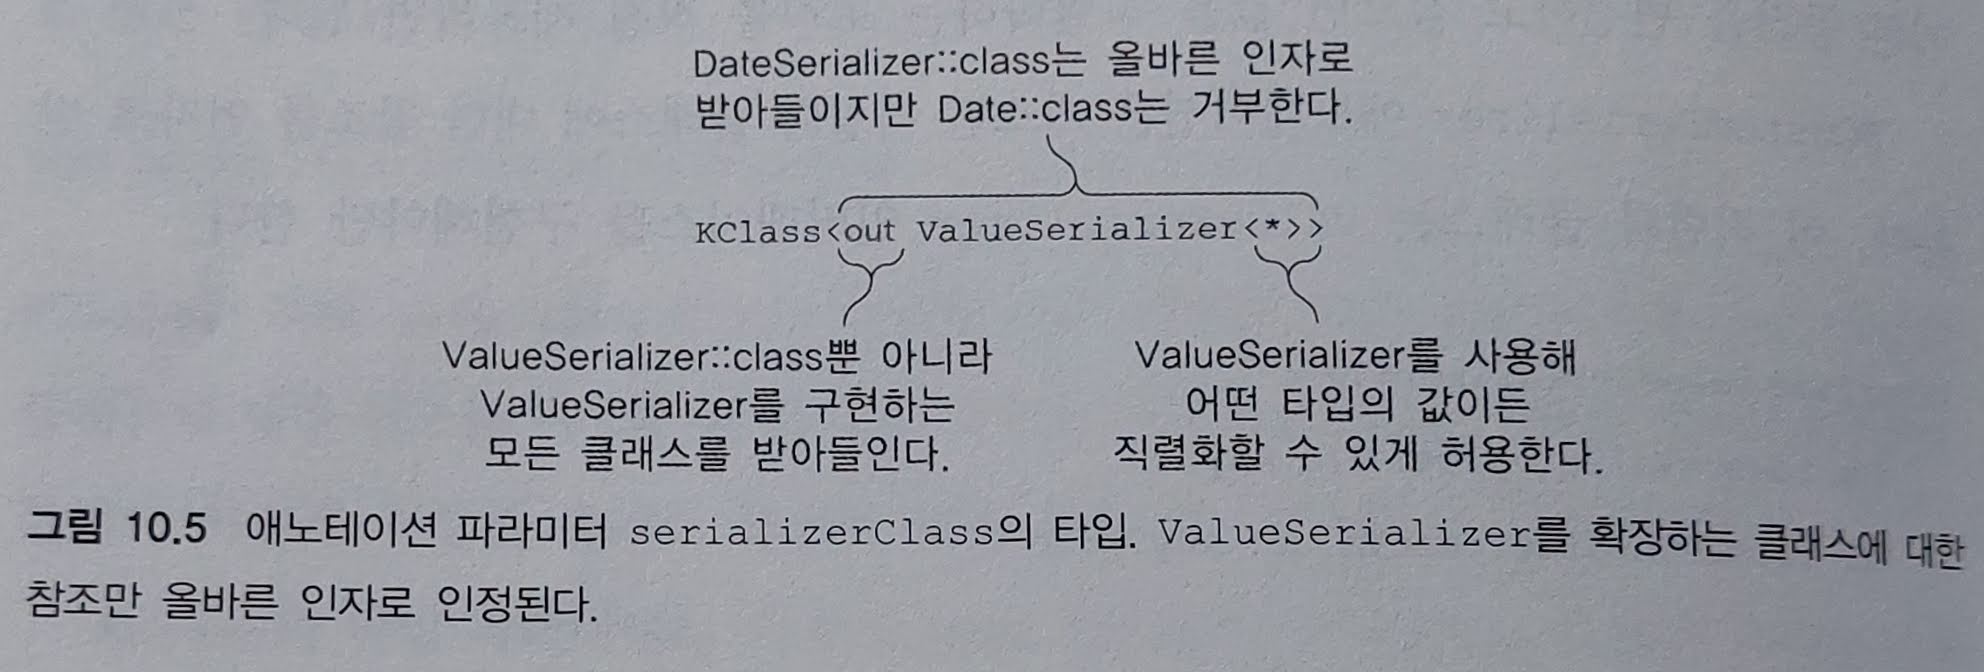 DateSerializer::class는 올바른 인자로
받아들이지만 Date::class는 거부한다.
KClass<out ValueSerializer<*>>
ValueSerializer::class뿐 아니라
ValueSerializer를 구현하는
모든 클래스를 받아들인다.
ValueSerializer를 사용해
어떤 타입의 값이든
직렬화할 수 있게 허용한다.
그림 10.5 애노테이션 파라미터 serializerClass의 타입. ValueSerializer를 확장하는 클래스에 대한
참조만 올바른 인자로 인정된다.